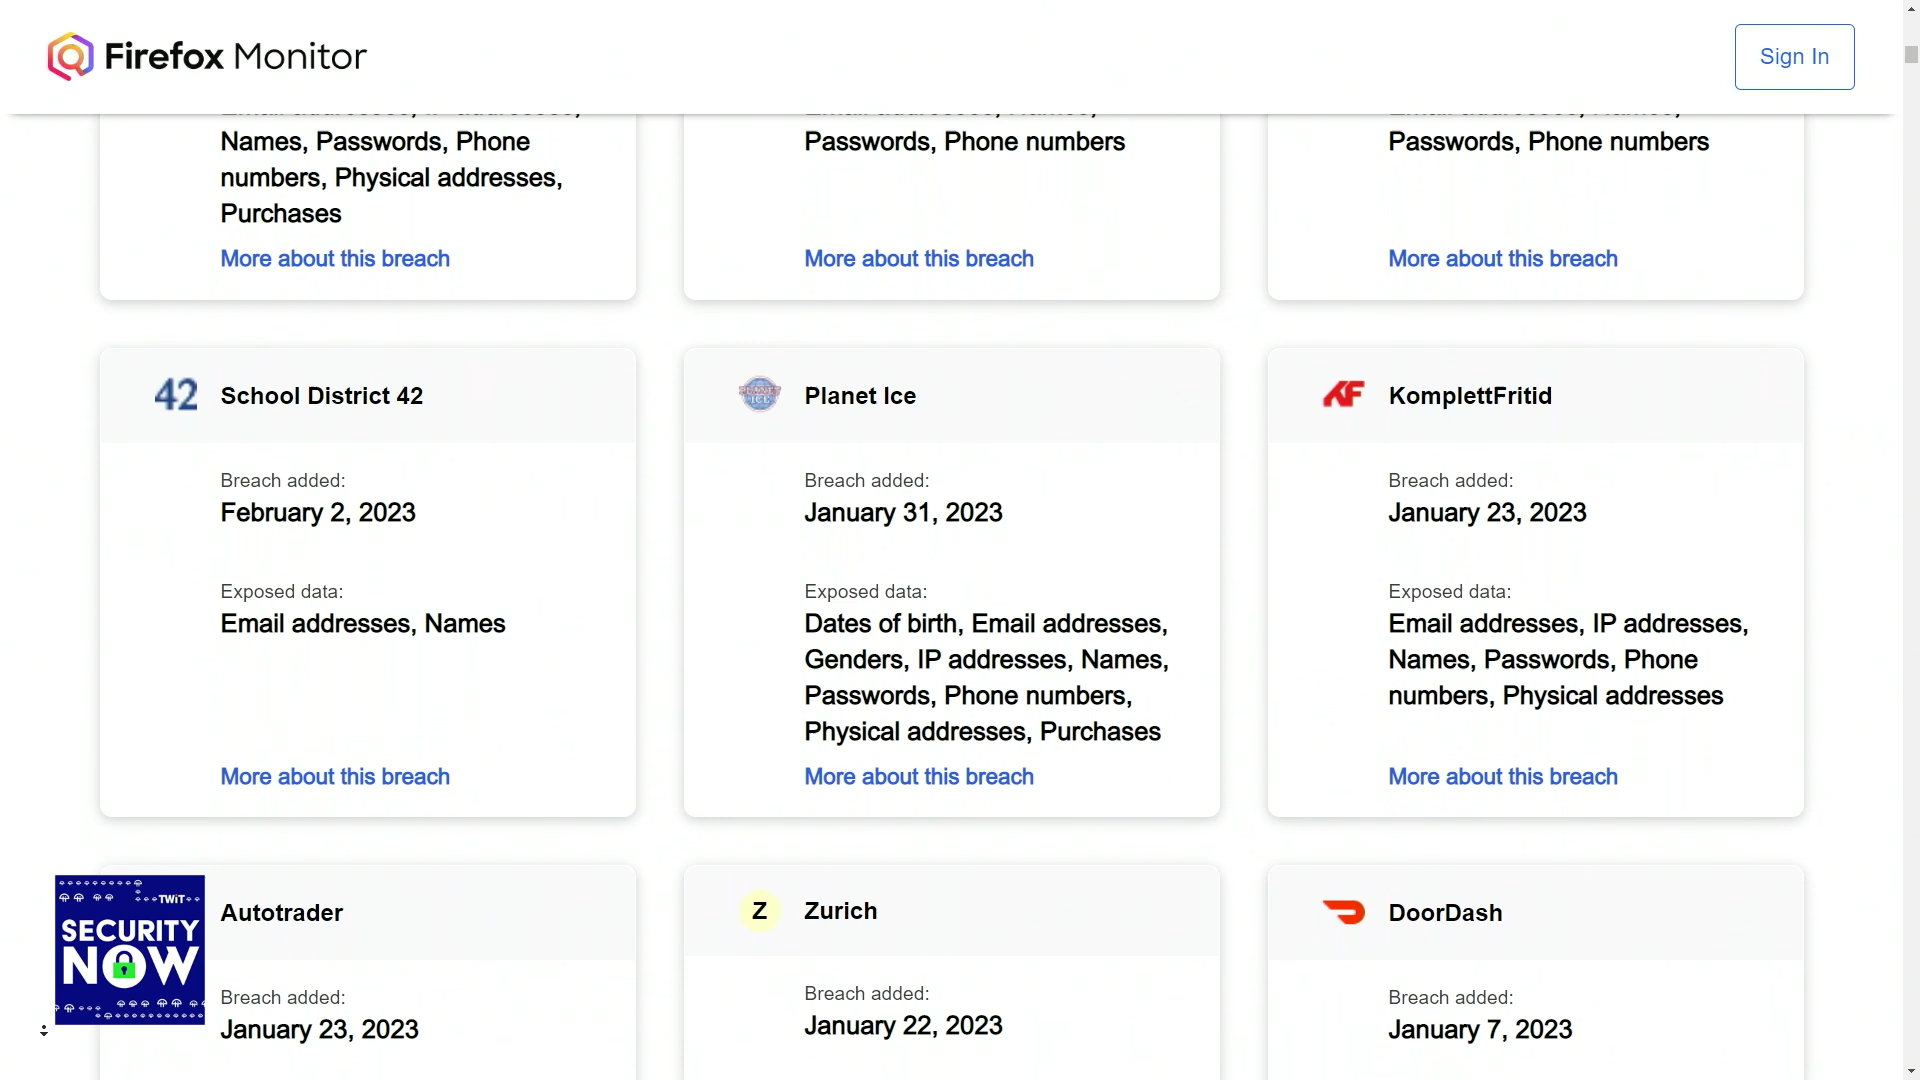 Firefox Monitor
Sign In
Names, Passwords, Phone
numbers, Physical addresses,
Purchases
More about this breach
Passwords, Phone numbers
More about this breach
Passwords, Phone numbers
More about this breach
42
School District 42
Breach added:
February 2, 2023
Exposed data:
Email addresses, Names
More about this breach
Planet Ice
Breach added:
January 31, 2023
Exposed data:
Dates of birth, Email addresses,
Genders, IP addresses, Names,
Passwords, Phone numbers,
Physical addresses, Purchases
More about this breach
KF
KomplettFritid
Breach added:
January 23, 2023
Exposed data:
Email addresses, IP addresses,
Names, Passwords, Phone
numbers, Physical addresses
More about this breach
TWiT
SECURITY
NOW
Autotrader
Breach added:
January 23, 2023
Z
Zurich
Breach added:
January 22, 2023
DoorDash
Breach added:
January 7, 2023